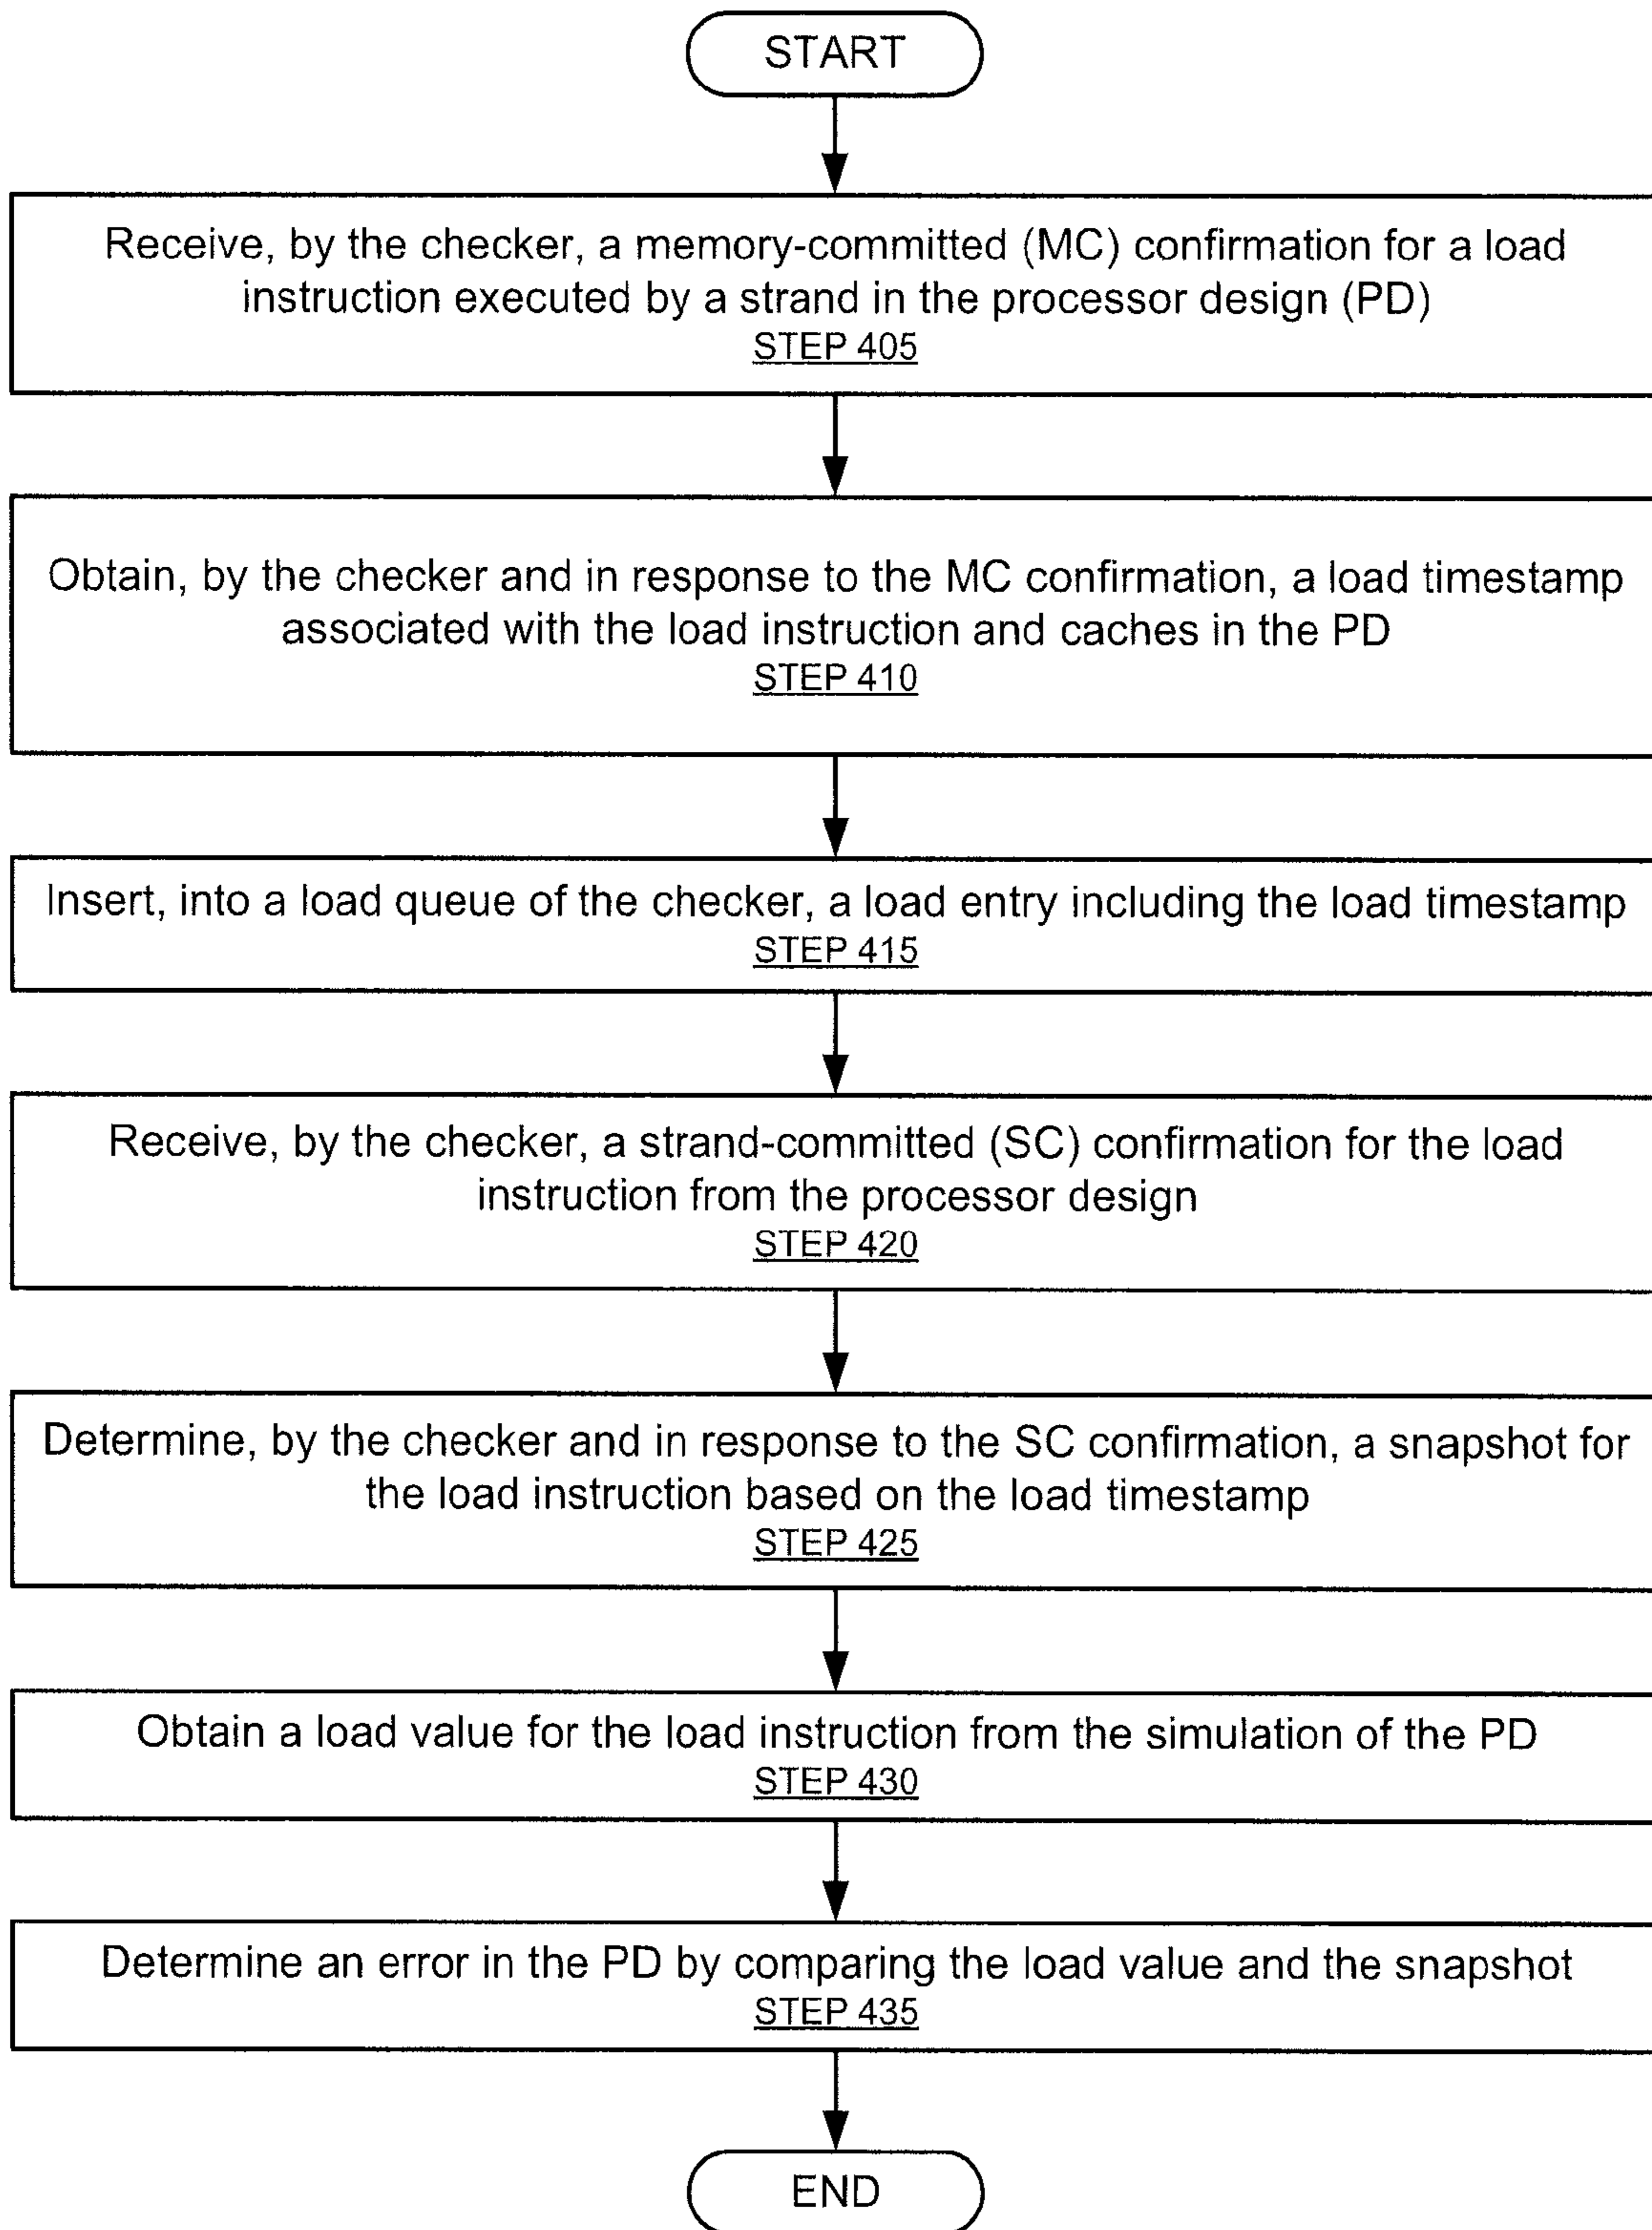 START
Receive, by the checker, a memory-committed (MC) confirmation for a load
instruction executed by a strand in the processor design (PD)
STEP 405
Obtain, by the checker and in response to the MC confirmation, a load timestamp
associated with the load instruction and caches in the PD
STEP 410
Insert, into a load queue of the checker, a load entry including the load timestamp
STEP 415
Receive, by the checker, a strand-committed (SC) confirmation for the load
instruction from the processor design
STEP 420
Determine, by the checker and in response to the SC confirmation, a snapshot for
the load instruction based on the load timestamp
STEP 425
Obtain a load value for the load instruction from the simulation of the PD
STEP 430
Determine an error in the PD by comparing the load value and the snapshot
STEP 435
END